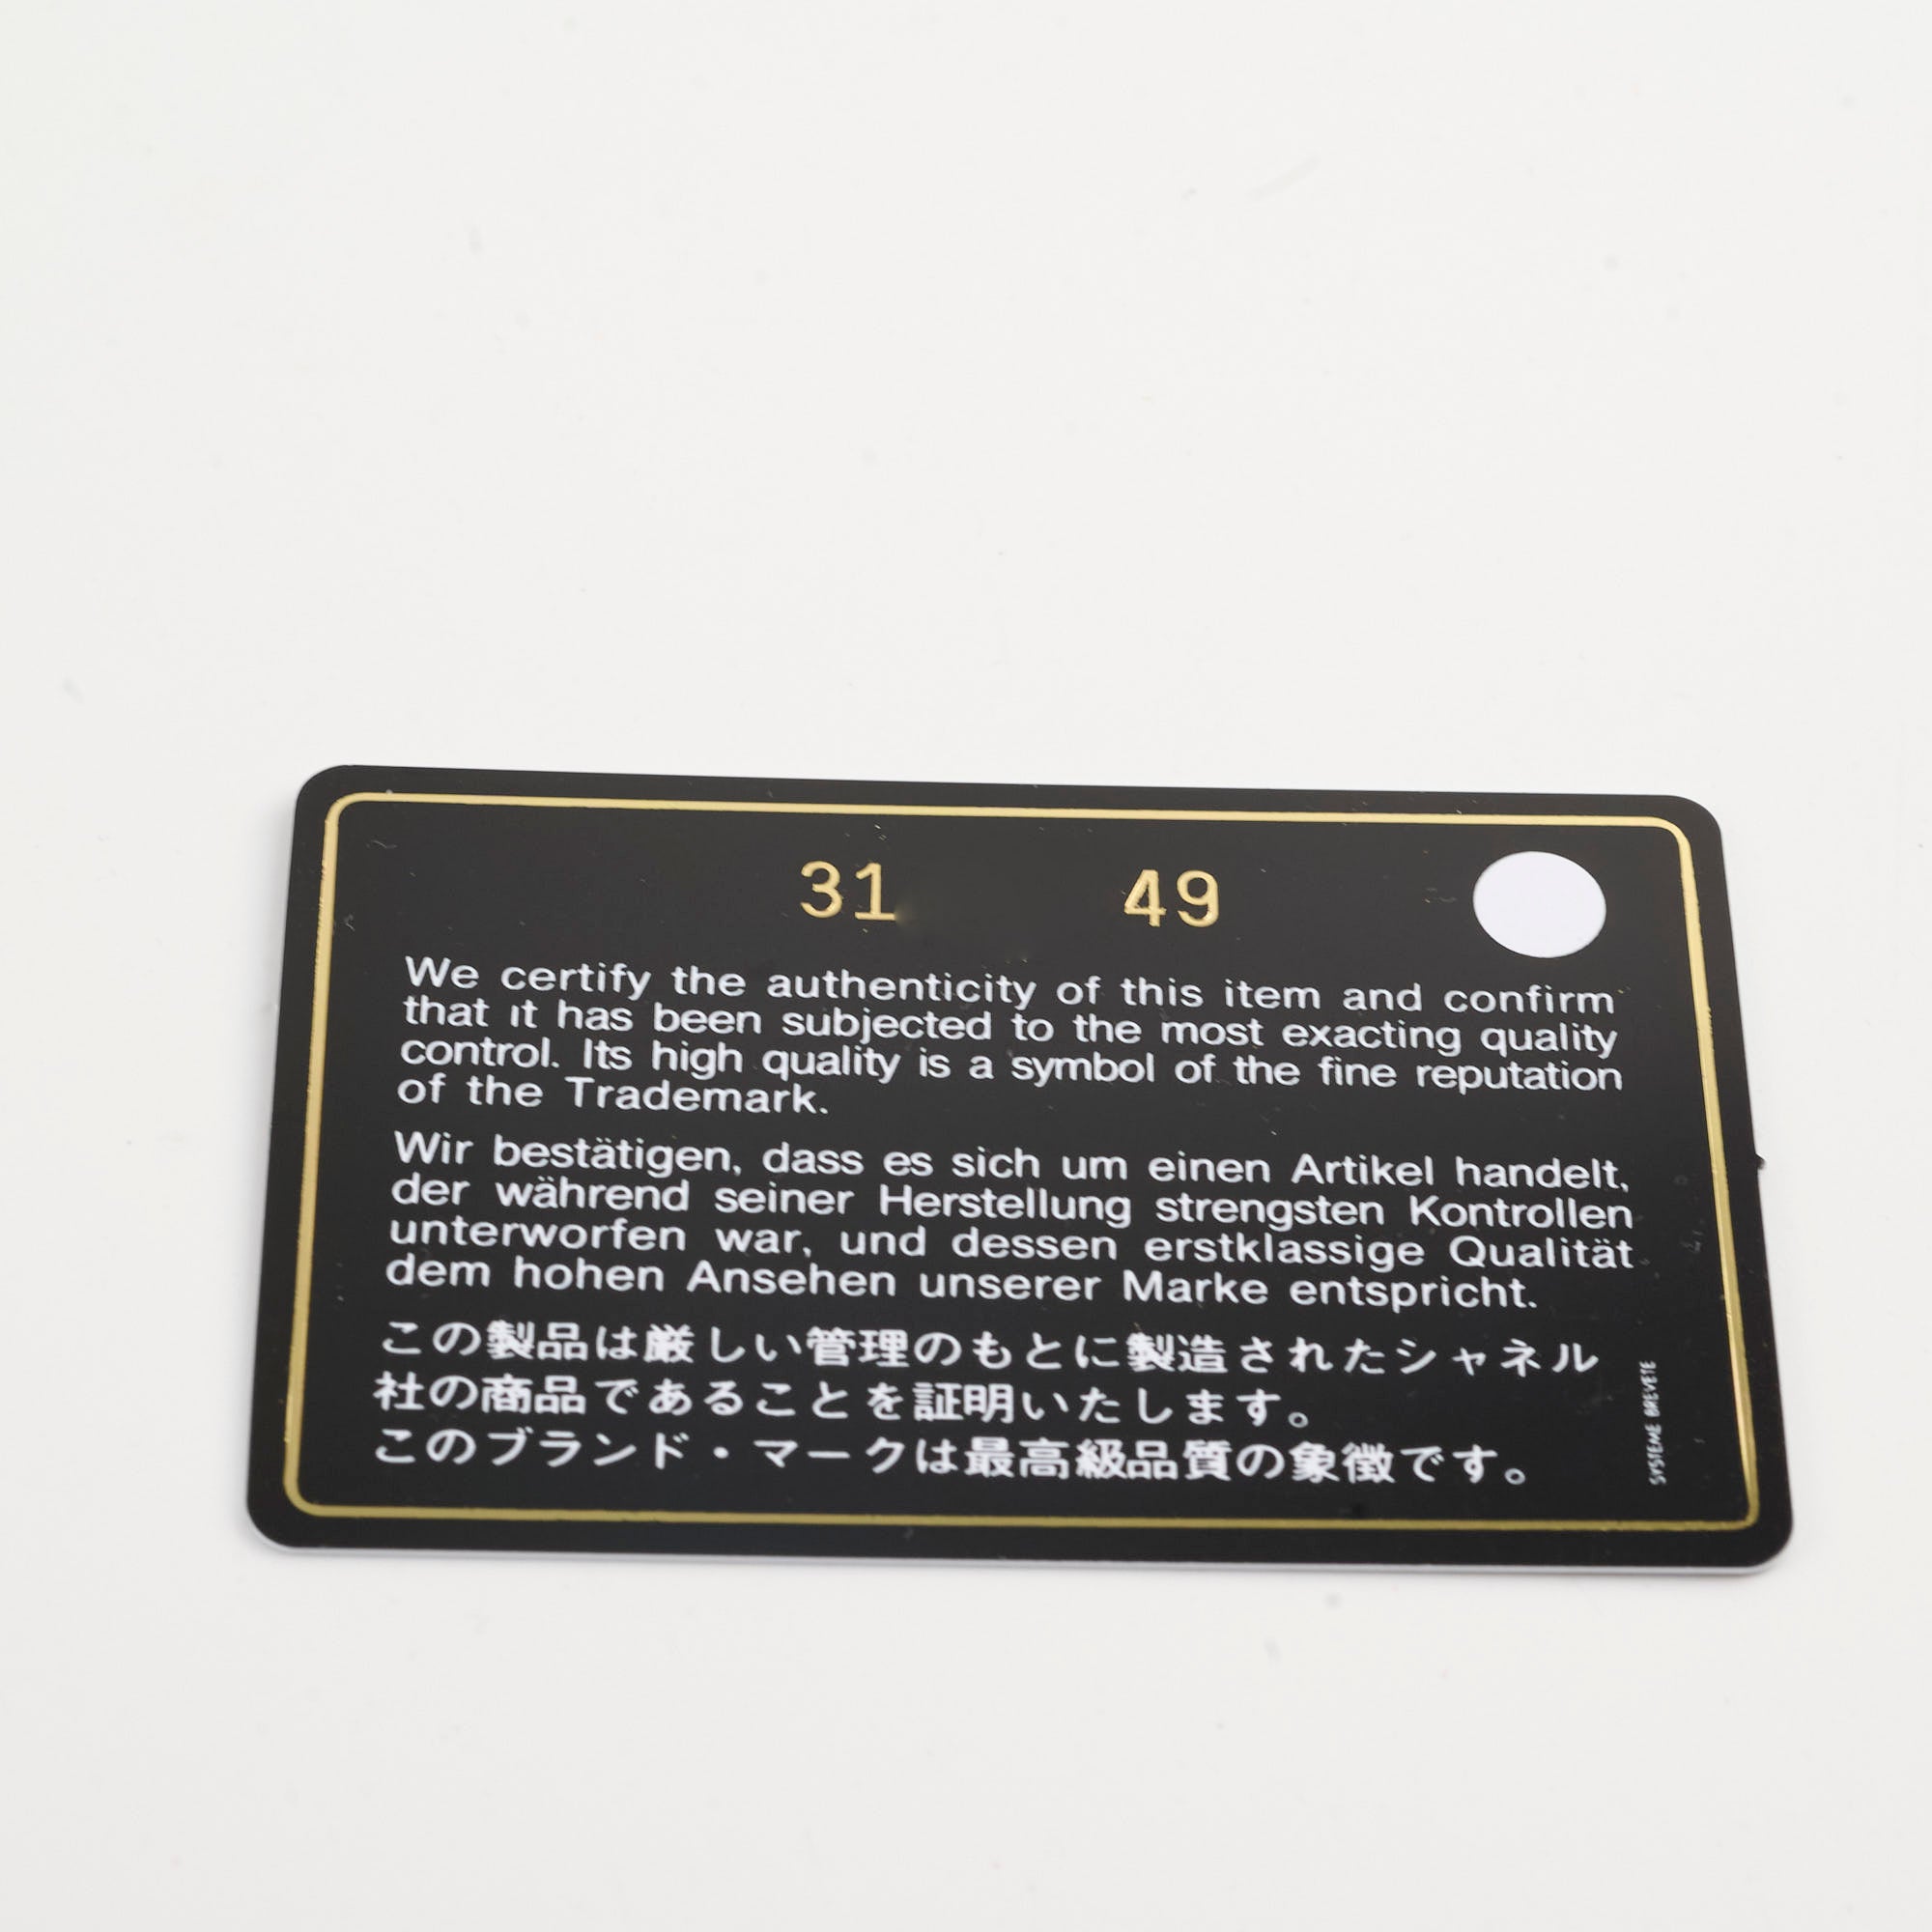 31 49
We certify the authenticity of this item and confirm
that it has been subjected to the most exacting quality
control. Its high quality is a symbol of the fine reputation
of the Trademark.
Wir bestätigen, dass es sich um einen Artikel handelt,
der während seiner Herstellung strengsten Kontrollen
unterworfen war, und dessen erstklassige Qualität
dem hohen Ansehen unserer Marke entspricht.
この製品は厳しい管理のもとに製造されたシャネル
社の商品であることを証明いたします。
このブランド・マークは最高級品質の象徴です。
SYSTEME BREVETE